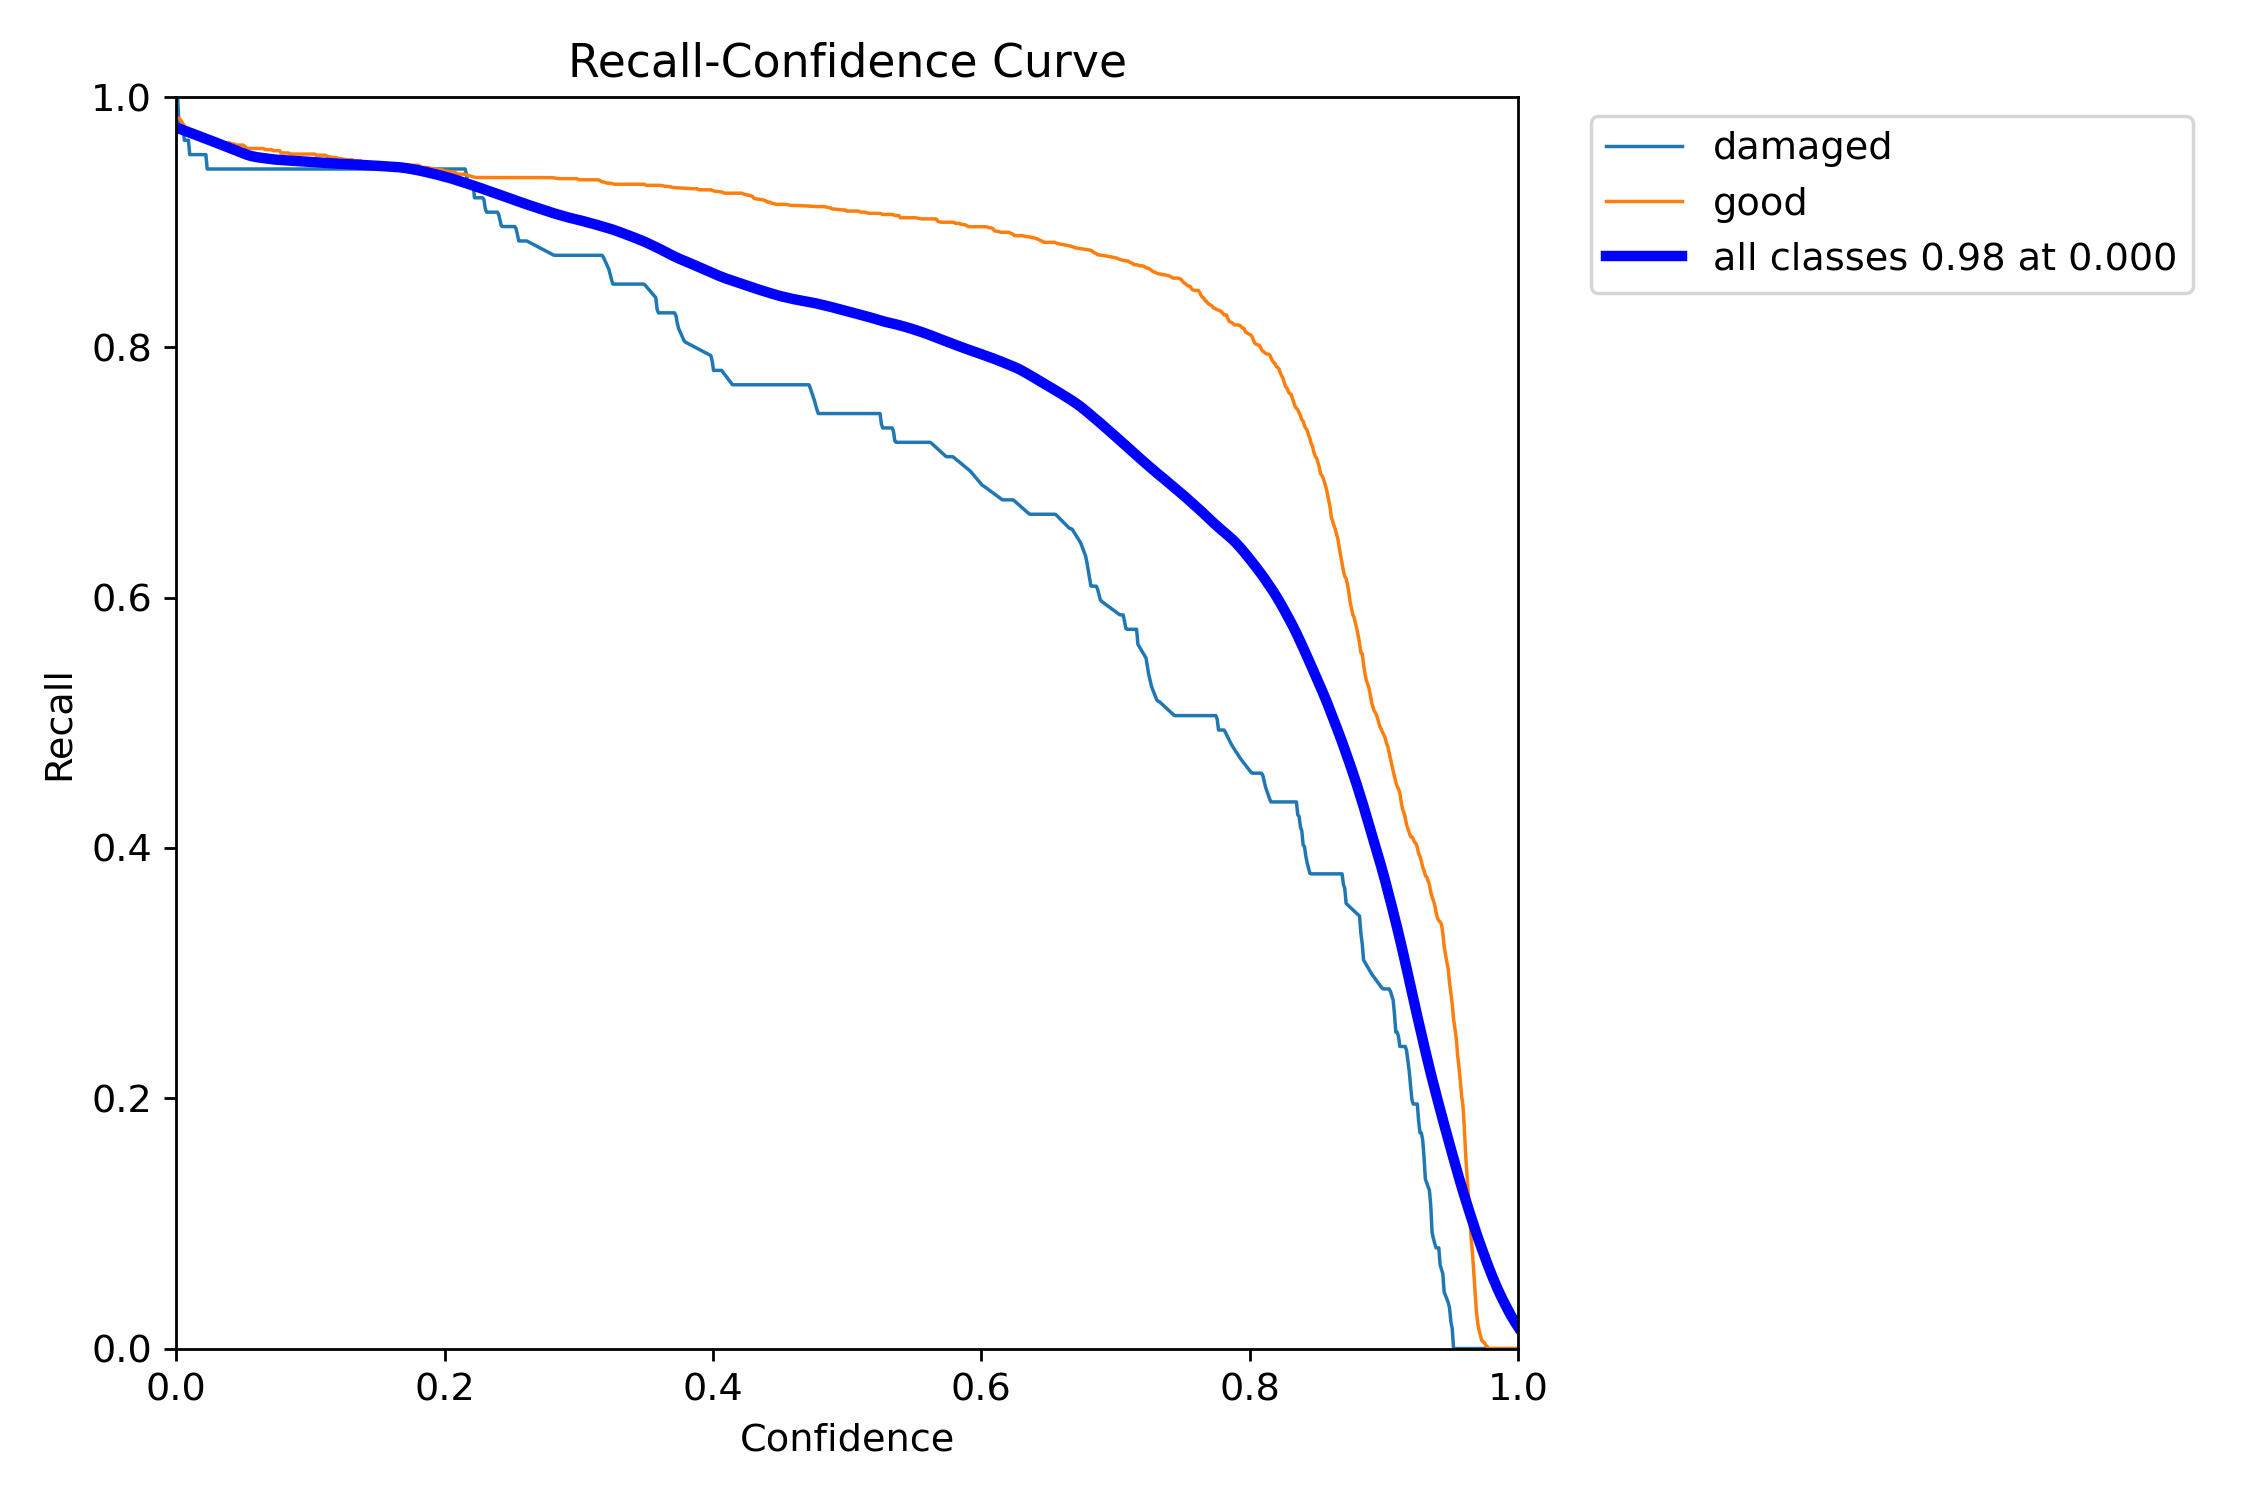 Recall-Confidence Curve
1.0
0.8
0.6
0.4
0.2
0.0
Recall
0.0 0.2 0.4 0.6 0.8 1.0
Confidence
damaged
good
all classes 0.98 at 0.000